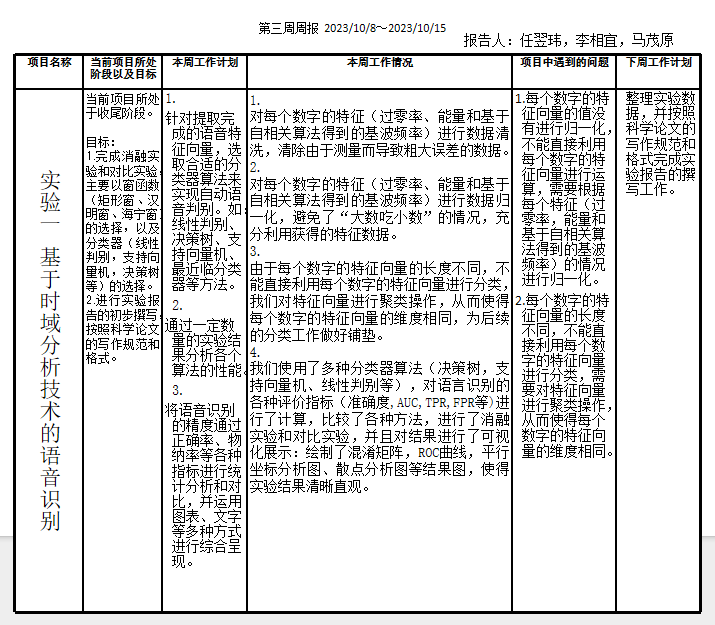 第三周周报 2023/10/8～2023/10/15
报告人：任翌玮，李相宜，马茂原
项目名称
当前项目所处
阶段以及目标
本周工作计划
本周工作情况
项目中遇到的问题
下周工作计划
实验一 基于时域分析技术的语音识别
当前项目所处
于收尾阶段。
目标：
1.完成消融实
验和对比实验，
主要以窗函数
（矩形窗、汉
明窗、海宁窗）
的选择，以及
分类器（线性
判别，支持向
量机，决策树
等）的选择。
2.进行实验报
告的初步撰写，
按照科学论文
的写作规范和
格式。
1.
针对提取完
成的语音特
征向量，选
取合适的分
类器算法来
实现自动语
音判别。如：
线性判别、
决策树、支
持向量机、
最近临分类
器等方法。
2.
通过一定数
量的实验结
果分析各个
算法的性能。
3.
将语音识别
的精度通过
正确率、物
纳率等各种
指标进行统
计分析和对
比，并运用
图表、文字
等多种方式
进行综合呈
现。
1.
对每个数字的特征（过零率、能量和基于
自相关算法得到的基波频率）进行数据清
洗，清除由于测量而导致粗大误差的数据。
2.
对每个数字的特征（过零率、能量和基于
自相关算法得到的基波频率）进行数据归
一化，避免了“大数吃小数”的情况，充
分利用获得的特征数据。
3.
由于每个数字的特征向量的长度不同，不
能直接利用每个数字的特征向量进行分类，
我们对特征向量进行聚类操作，从而使得
每个数字的特征向量的维度相同，为后续
的分类工作做好铺垫。
4.
我们使用了多种分类器算法（决策树，支
持向量机、线性判别等），对语言识别的
各种评价指标（准确度,AUC,TPR,FPR等)进
行了计算，比较了各种方法，进行了消融
实验和对比实验，并且对结果进行了可视
化展示：绘制了混淆矩阵，ROC曲线，平行
坐标分析图、散点分析图等结果图，使得
实验结果清晰直观。
1.每个数字的特
征向量的值没
有进行归一化，
不能直接利用
每个数字的特
征向量进行运
算，需要根据
每个特征（过
零率，能量和
基于自相关算
法得到的基波
频率）的情况
进行归一化。
2.每个数字的特
征向量的长度
不同，不能直
接利用每个数
字的特征向量
进行分类，需
要对特征向量
进行聚类操作，
从而使得每个
数字的特征向
量的维度相同。
整理实验数
据，并按照
科学论文的
写作规范和
格式完成实
验报告的撰
写工作。